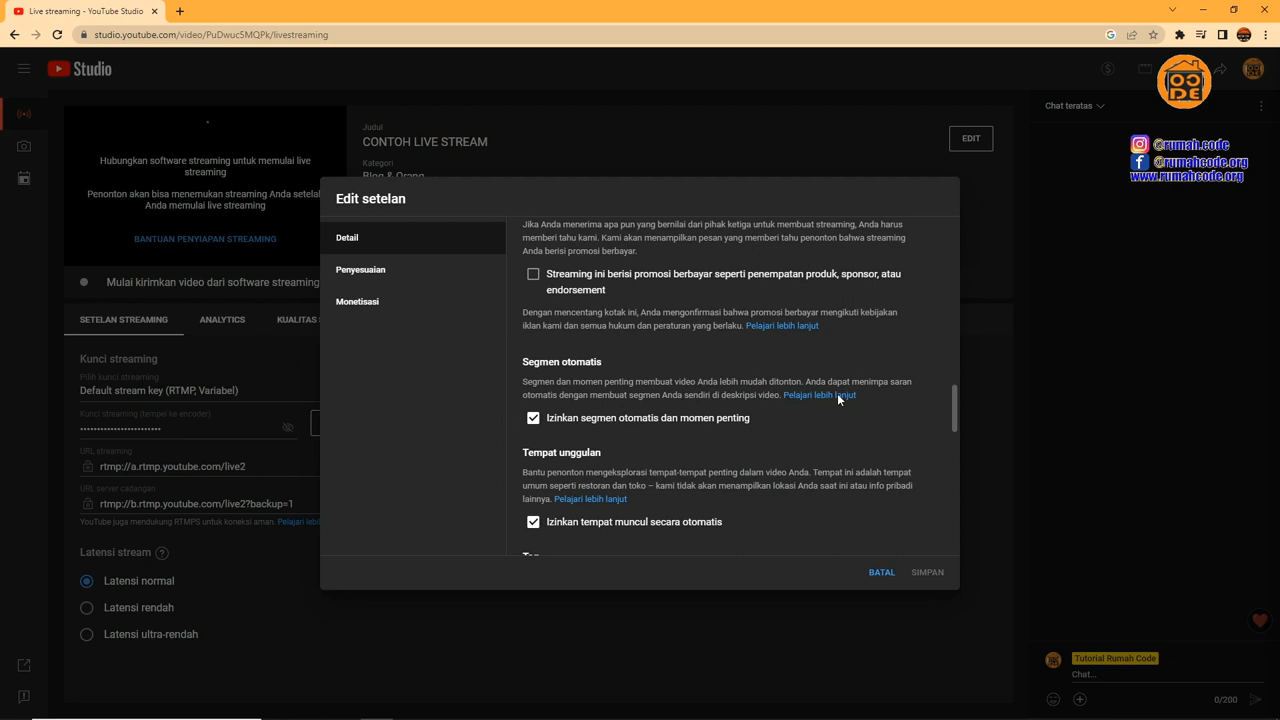 Live streaming - YouTube Studio
studio.youtube.com/video/PuDwuc5MQPk/livestreaming
Studio
CODE
@rumah.code
@rumahcode.org
www.rumahcode.org
Chat teratas
Hubungkan software streaming untuk memulai live
streaming
Penonton akan bisa menemukan streaming Anda setelah
Anda memulai live streaming
BANTUAN PENYIAPAN STREAMING
Judul
CONTOH LIVE STREAM
Kategori
Blog & Orang
EDIT
Mulai kirimkan video dari software streaming
SETELAN STREAMING
ANALYTICS
KUALITAS S
Kunci streaming
Pilih kunci streaming
Default stream key (RTMP, Variabel)
Kunci streaming (tempel ke encoder)
••••••••••••••••••••••••
URL streaming
rtmp://a.rtmp.youtube.com/live2
URL server cadangan
rtmp://b.rtmp.youtube.com/live2?backup=1
YouTube juga mendukung RTMPS untuk koneksi aman. Pelajari lebi
Latensi stream ?
Latensi normal
Latensi rendah
Latensi ultra-rendah
Edit setelan
Detail
Penyesuaian
Monetisasi
Jika Anda menerima apa pun yang bernilai dari pihak ketiga untuk membuat streaming, Anda harus
memberi tahu kami. Kami akan menampilkan pesan yang memberi tahu penonton bahwa streaming
Anda berisi promosi berbayar.
Streaming ini berisi promosi berbayar seperti penempatan produk, sponsor, atau
endorsement
Dengan mencentang kotak ini, Anda mengonfirmasi bahwa promosi berbayar mengikuti kebijakan
iklan kami dan semua hukum dan peraturan yang berlaku. Pelajari lebih lanjut
Segmen otomatis
Segmen dan momen penting membuat video Anda lebih mudah ditonton. Anda dapat menimpa saran
otomatis dengan membuat segmen Anda sendiri di deskripsi video. Pelajari lebih lanjut
Izinkan segmen otomatis dan momen penting
Tempat unggulan
Bantu penonton mengeksplorasi tempat-tempat penting dalam video Anda. Tempat ini adalah tempat
umum seperti restoran dan toko – kami tidak akan menampilkan lokasi Anda saat ini atau info pribadi
lainnya. Pelajari lebih lanjut
Izinkan tempat muncul secara otomatis
BATAL
SIMPAN
Tutorial Rumah Code
Chat...
0/200